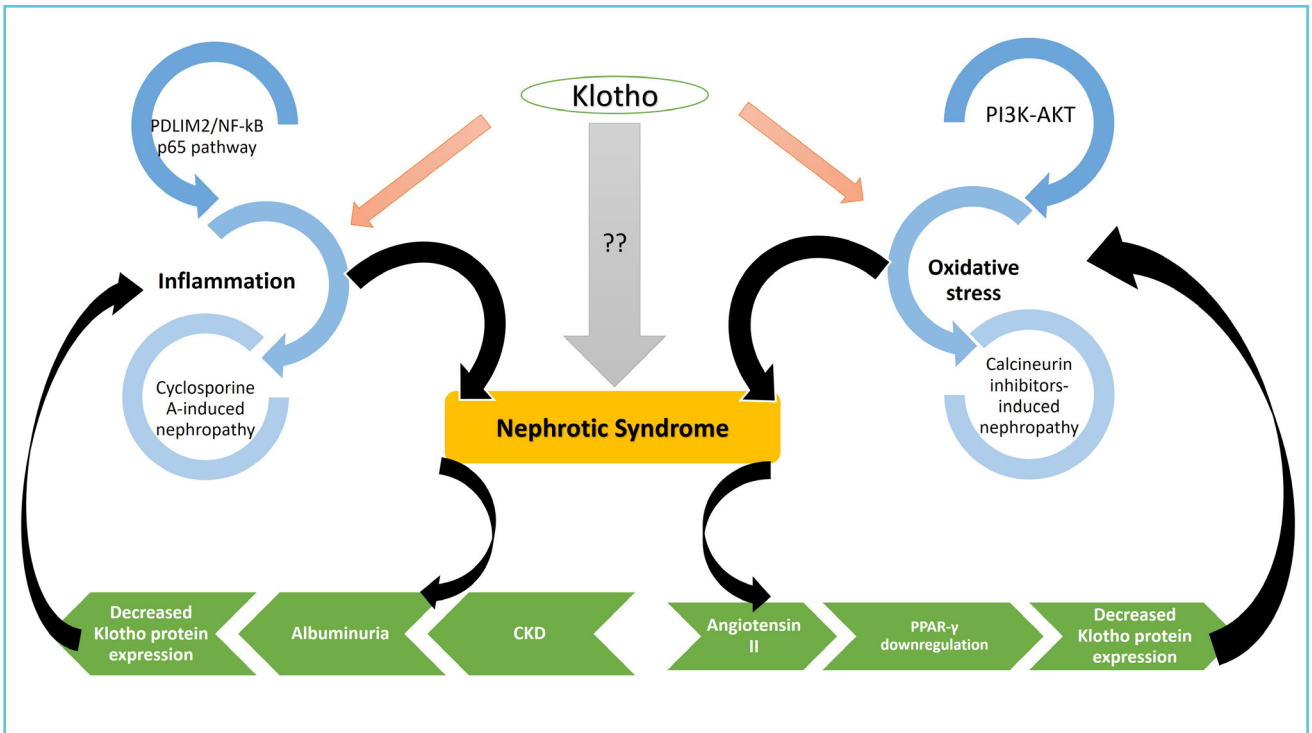 Klotho
PDLIM2/NF-kB
p65 pathway
PI3K-AKT
??
Inflammation
Oxidative
stress
Cyclosporine
A-induced
nephropathy
Calcineurin
inhibitors-
induced
nephropathy
Nephrotic Syndrome
Decreased
Klotho protein
expression
Albuminuria
CKD
Angiotensin
II
PPAR-γ
downregulation
Decreased
Klotho protein
expression